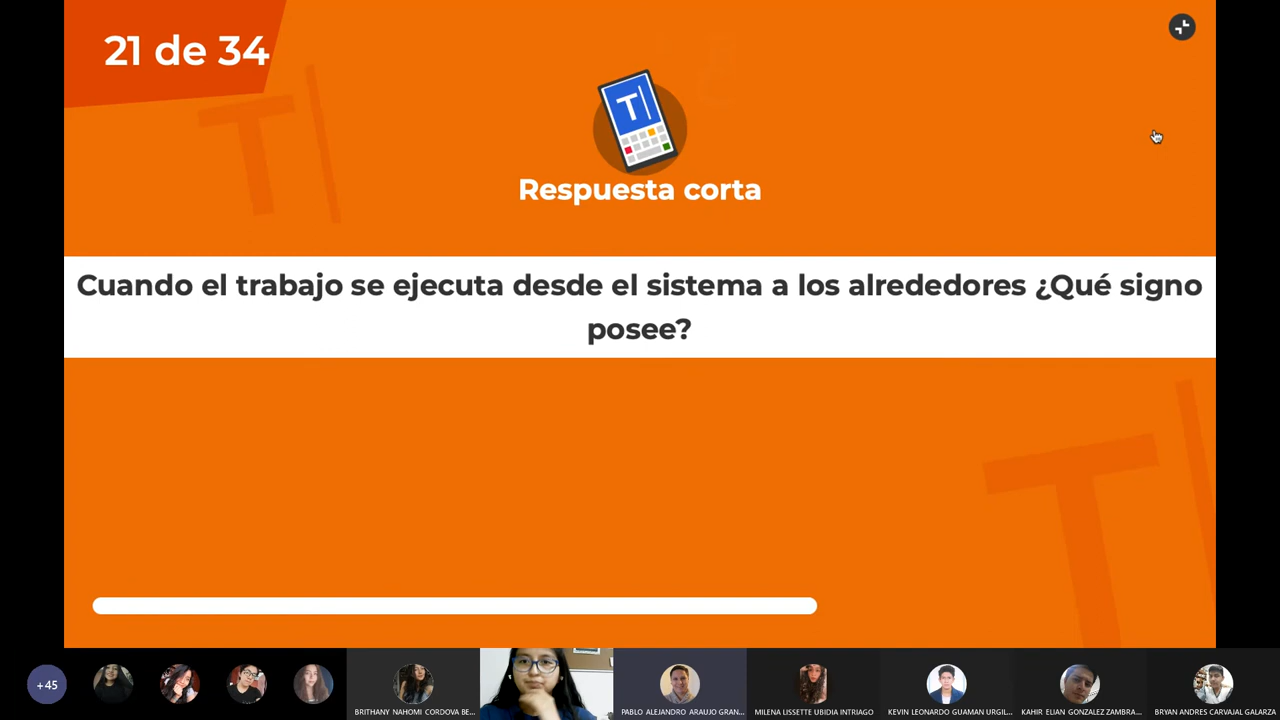 21 de 34
T
Respuesta corta
Cuando el trabajo se ejecuta desde el sistema a los alrededores ¿Qué signo
posee?
+45
BRITHANY NAHOMI CORDOVA BE...
PABLO ALEJANDRO ARAUJO GRAN...
MILENA LISSETTE UBIDIA INTRIAGO
KEVIN LEONARDO GUAMAN URGIL...
KAHIR ELIAN GONZALEZ ZAMBRA...
BRYAN ANDRES CARVAJAL GALARZA